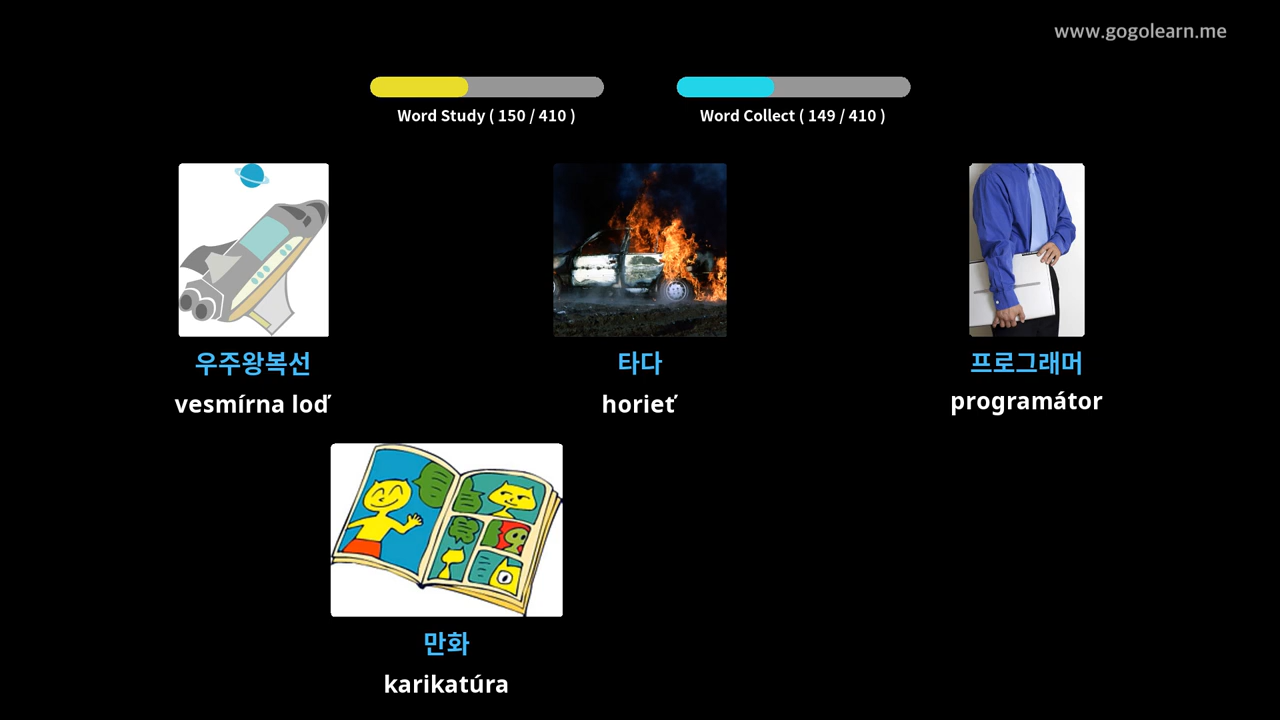 www.gogolearn.me
Word Study ( 150 / 410 )
Word Collect ( 149 / 410 )
우주왕복선
타다
프로그래머
vesmírna loď
horieť
programátor
만화
karikatúra